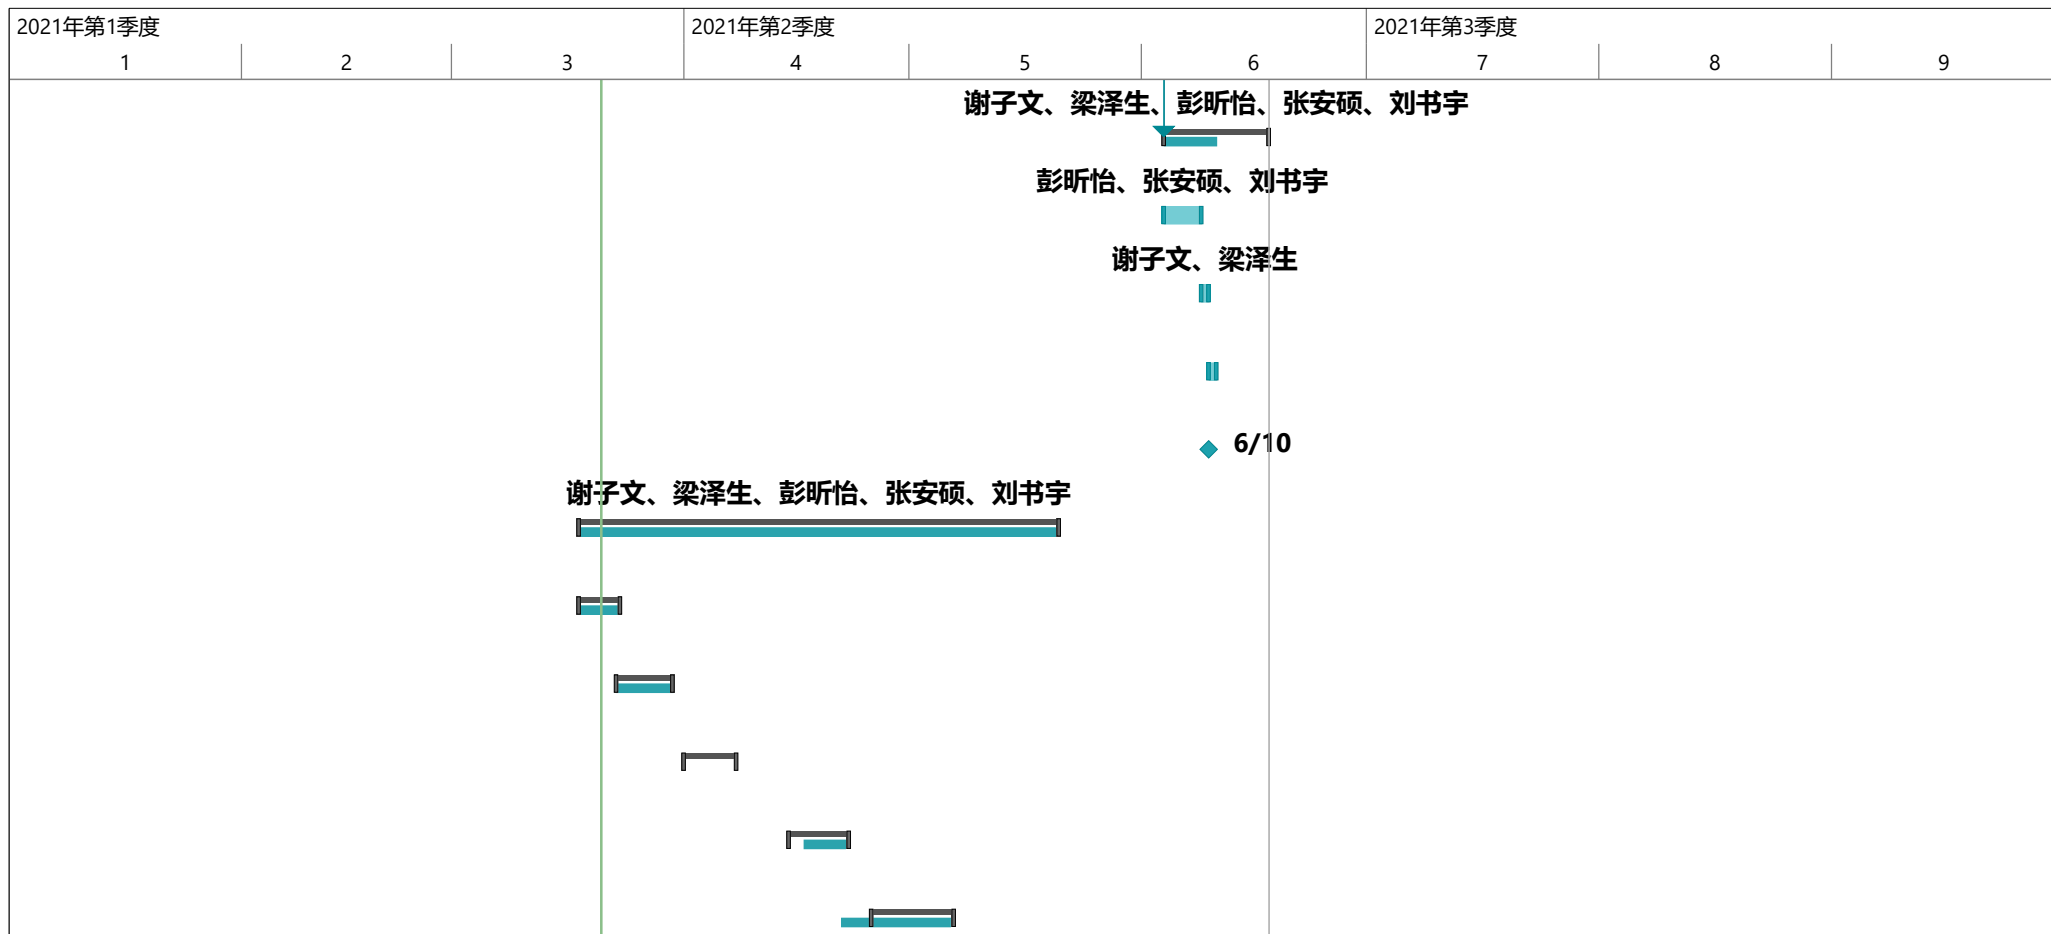 2021年第1季度 2021年第2季度 2021年第3季度
1 2 3 4 5 6 7 8 9
谢子文、梁泽生、彭昕怡、张安硕、刘书宇
彭昕怡、张安硕、刘书宇
谢子文、梁泽生
6/10
谢子文、梁泽生、彭昕怡、张安硕、刘书宇